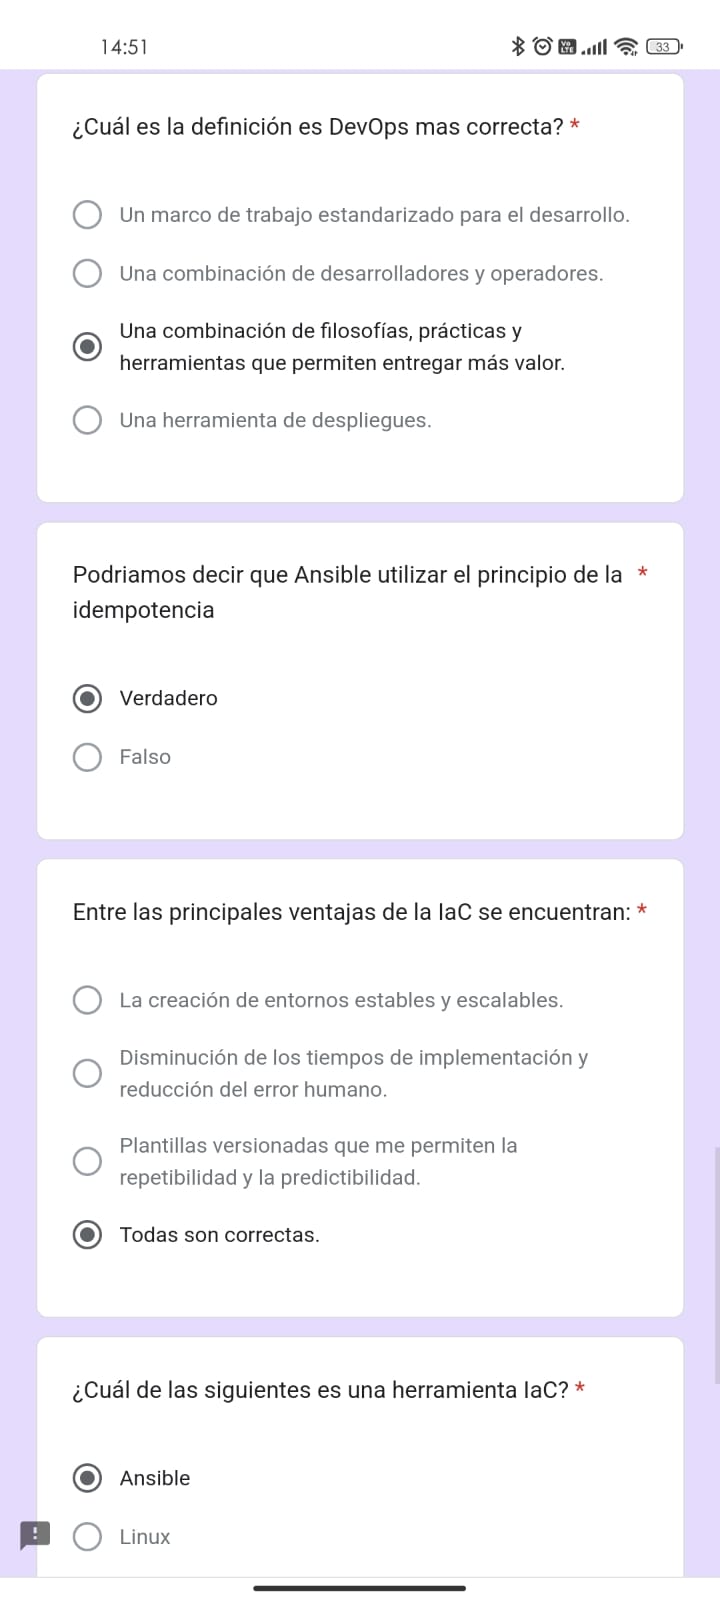 14:51
33
¿Cuál es la definición es DevOps mas correcta? *
Un marco de trabajo estandarizado para el desarrollo.
Una combinación de desarrolladores y operadores.
Una combinación de filosofías, prácticas y
herramientas que permiten entregar más valor.
Una herramienta de despliegues.
Podriamos decir que Ansible utilizar el principio de la *
idempotencia
Verdadero
Falso
Entre las principales ventajas de la IaC se encuentran: *
La creación de entornos estables y escalables.
Disminución de los tiempos de implementación y
reducción del error humano.
Plantillas versionadas que me permiten la
repetibilidad y la predictibilidad.
Todas son correctas.
¿Cuál de las siguientes es una herramienta IaC? *
Ansible
Linux